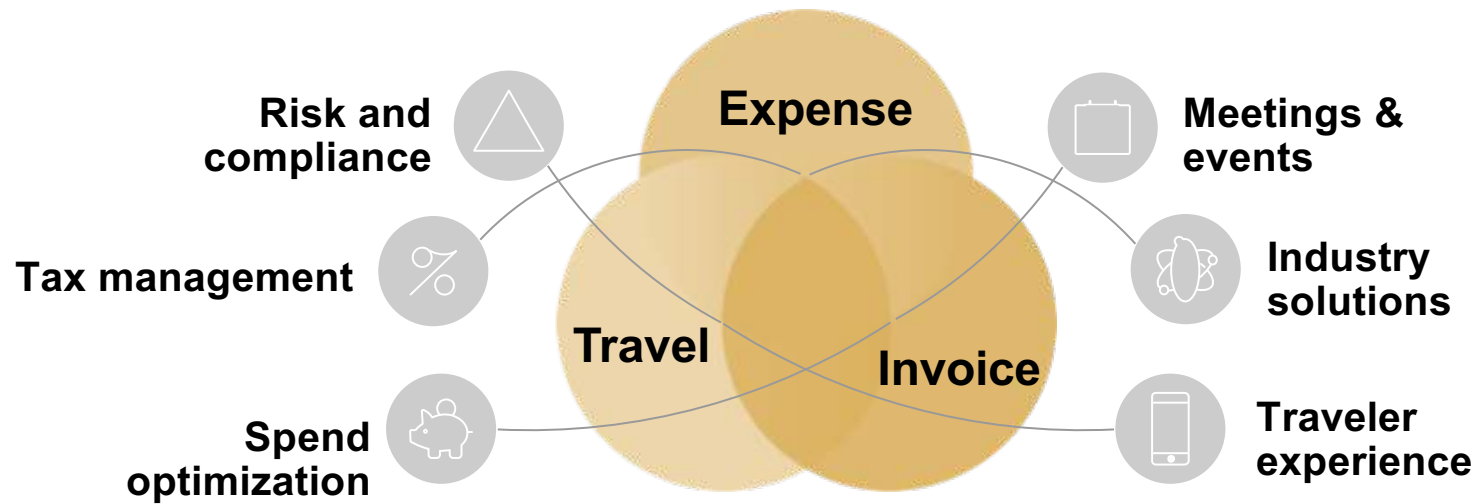 Expense
Risk and
compliance
Meetings &
events
Tax management
Industry
solutions
Travel
Invoice
Spend
optimization
Traveler
experience